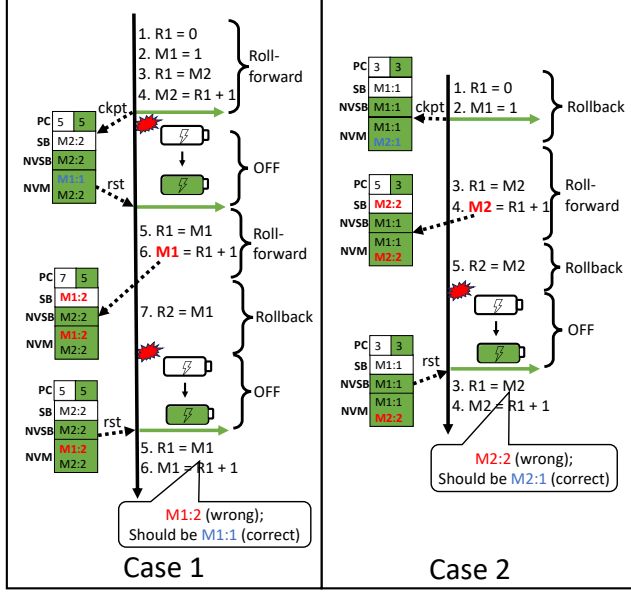 1. R1 = 0
2. M1 = 1
3. R1 = M2
4. M2 = R1 + 1
Roll-
forward
ckpt
PC 5 5
SB M2:2
NVSB M2:2
NVM M1:1
M2:2
OFF
rst
5. R1 = M1
6. M1 = R1 + 1
Roll-
forward
PC 7 5
SB M1:2
NVSB M2:2
NVM M1:2
M2:2
7. R2 = M1
Rollback
OFF
PC 5 5
SB M2:2
NVSB M2:2
NVM M1:2
M2:2
rst
5. R1 = M1
6. M1 = R1 + 1
M1:2 (wrong);
Should be M1:1 (correct)
Case 1
PC 3 3
SB M1:1
NVSB M1:1
NVM M1:1
M2:1
ckpt
1. R1 = 0
2. M1 = 1
Rollback
PC 5 3
SB M2:2
NVSB M1:1
NVM M1:1
M2:2
3. R1 = M2
4. M2 = R1 + 1
Roll-
forward
5. R2 = M2
Rollback
OFF
PC 3 3
SB M1:1
NVSB M1:1
NVM M1:1
M2:2
rst
3. R1 = M2
4. M2 = R1 + 1
M2:2 (wrong);
Should be M2:1 (correct)
Case 2